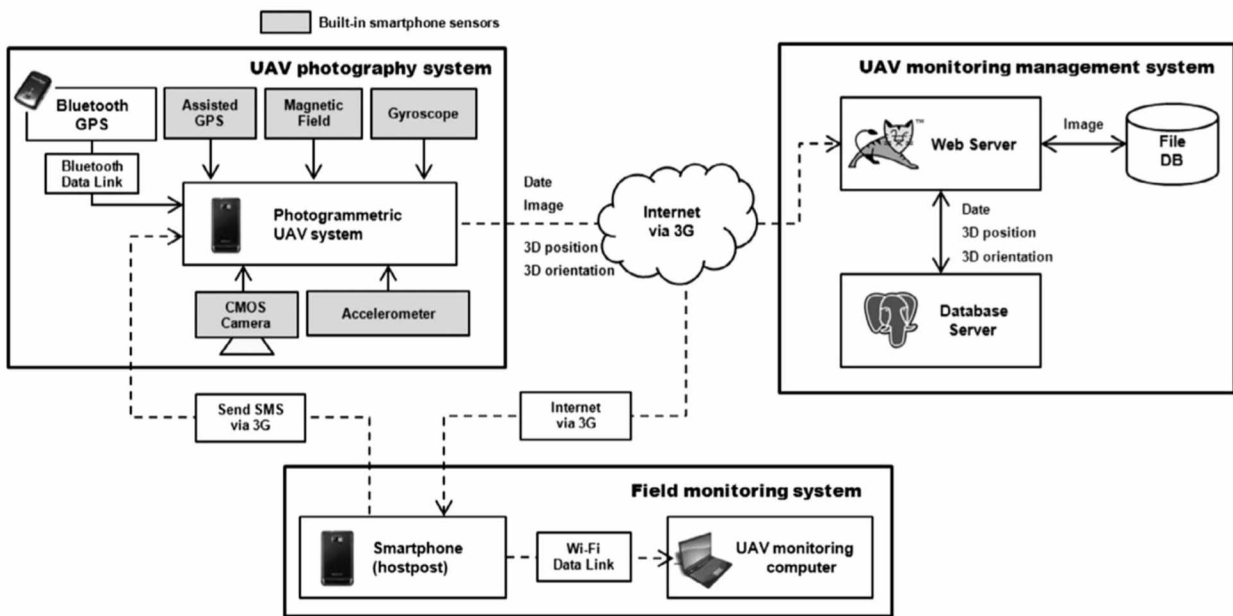 Built-in smartphone sensors
UAV photography system
Bluetooth
GPS
Assisted
GPS
Magnetic
Field
Gyroscope
Bluetooth
Data Link
Photogrammetric
UAV system
CMOS
Camera
Accelerometer
Date
Image
3D position
3D orientation
Internet
via 3G
UAV monitoring management system
Web Server
TM
Image
File
DB
Date
3D position
3D orientation
Database
Server
Send SMS
via 3G
Internet
via 3G
Field monitoring system
Smartphone
(hostpost)
Wi-Fi
Data Link
UAV monitoring
computer